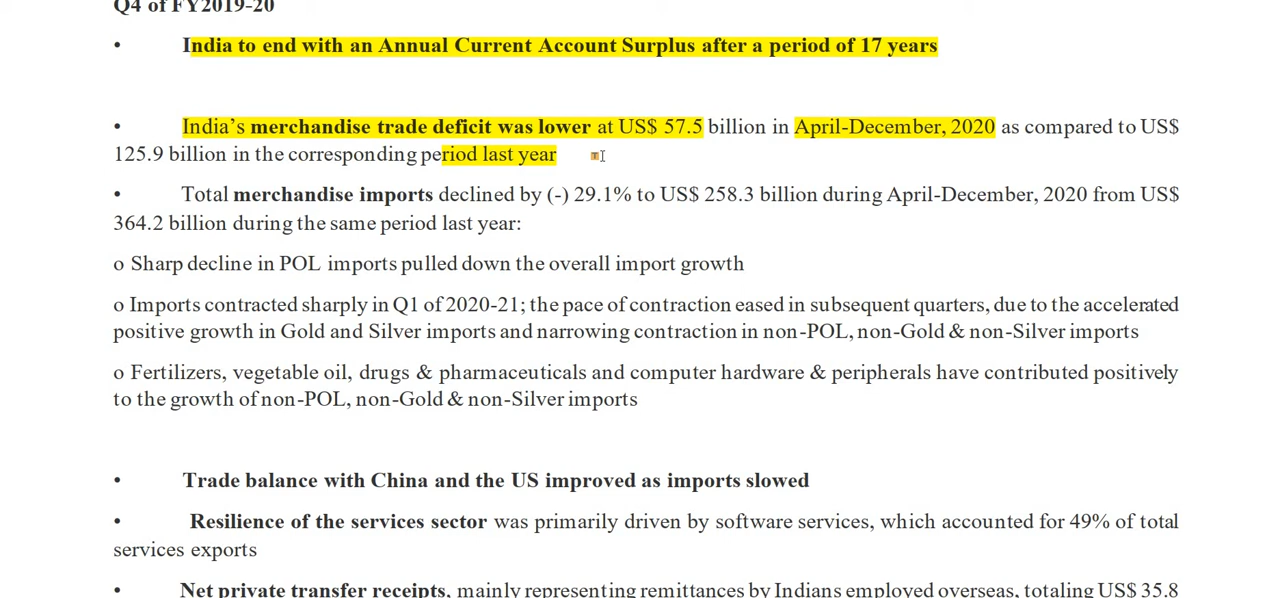 Q4 of FY2019-20
• India to end with an Annual Current Account Surplus after a period of 17 years
• India’s merchandise trade deficit was lower at US$ 57.5 billion in April-December, 2020 as compared to US$
125.9 billion in the corresponding period last year
• Total merchandise imports declined by (-) 29.1% to US$ 258.3 billion during April-December, 2020 from US$
364.2 billion during the same period last year:
o Sharp decline in POL imports pulled down the overall import growth
o Imports contracted sharply in Q1 of 2020-21; the pace of contraction eased in subsequent quarters, due to the accelerated
positive growth in Gold and Silver imports and narrowing contraction in non-POL, non-Gold & non-Silver imports
o Fertilizers, vegetable oil, drugs & pharmaceuticals and computer hardware & peripherals have contributed positively
to the growth of non-POL, non-Gold & non-Silver imports
• Trade balance with China and the US improved as imports slowed
• Resilience of the services sector was primarily driven by software services, which accounted for 49% of total
services exports
• Net private transfer receipts, mainly representing remittances by Indians employed overseas, totaling US$ 35.8